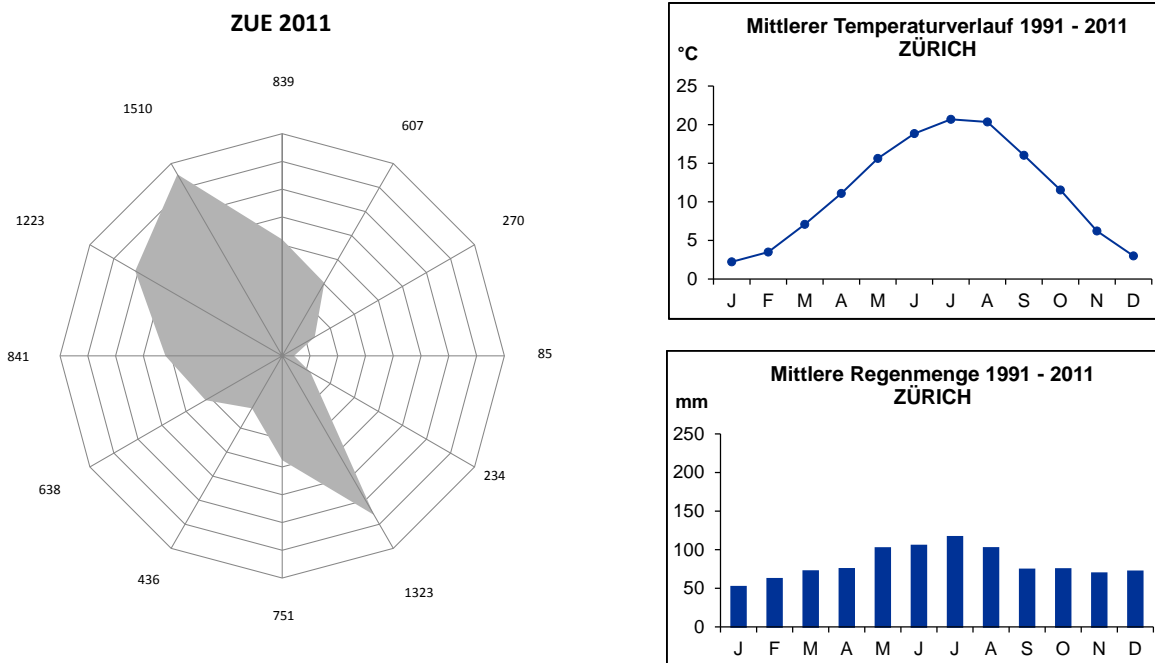 ZUE 2011
839
607
270
85
234
1323
751
436
638
841
1223
1510
Mittlerer Temperaturverlauf 1991 - 2011
ZÜRICH
°C
25
20
15
10
5
0
J F M A M J J A S O N D
Mittlere Regenmenge 1991 - 2011
ZÜRICH
mm
250
200
150
100
50
0
J F M A M J J A S O N D